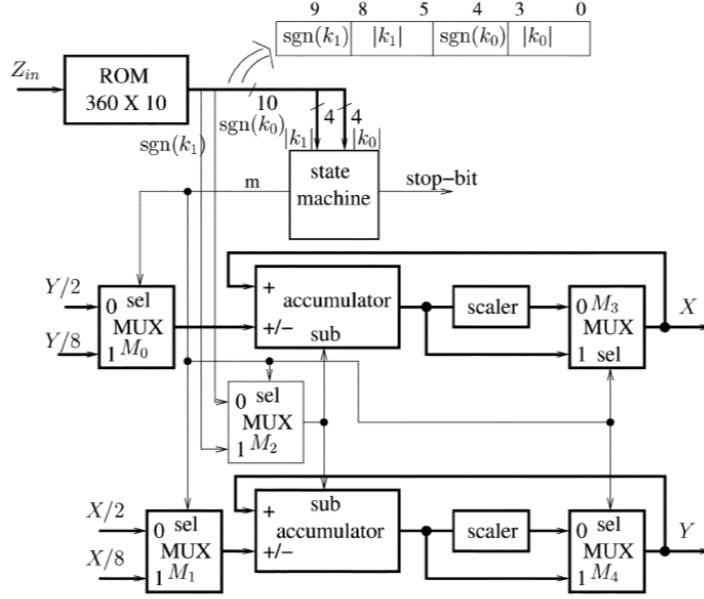 9 8 5 4 3 0
sgn(k₁) |k₁| sgn(k₀) |k₀|
Z_in
ROM
360 X 10
10
4 4
sgn(k₁)
sgn(k₀)
|k₁| |k₀|
state
machine
m
stop-bit
Y/2
0 sel
MUX
Y/8
1 M₀
+
accumulator
+/−
sub
scaler
0 M₃
MUX
1 sel
X
0 sel
MUX
1 M₂
X/2
0 sel
MUX
X/8
1 M₁
sub
+
accumulator
+/−
scaler
0 sel
MUX
1 M₄
Y